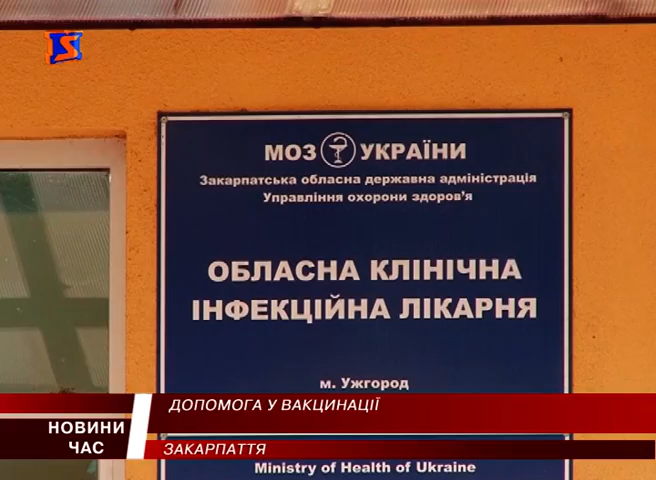 МОЗ УКРАЇНИ
Закарпатська обласна державна адміністрація
Управління охорони здоров'я
ОБЛАСНА КЛІНІЧНА
ІНФЕКЦІЙНА ЛІКАРНЯ
м. Ужгород
ДОПОМОГА У ВАКЦИНАЦІЇ
НОВИНИ
ЧАС
ЗАКАРПАТТЯ
Ministry of Health of Ukraine